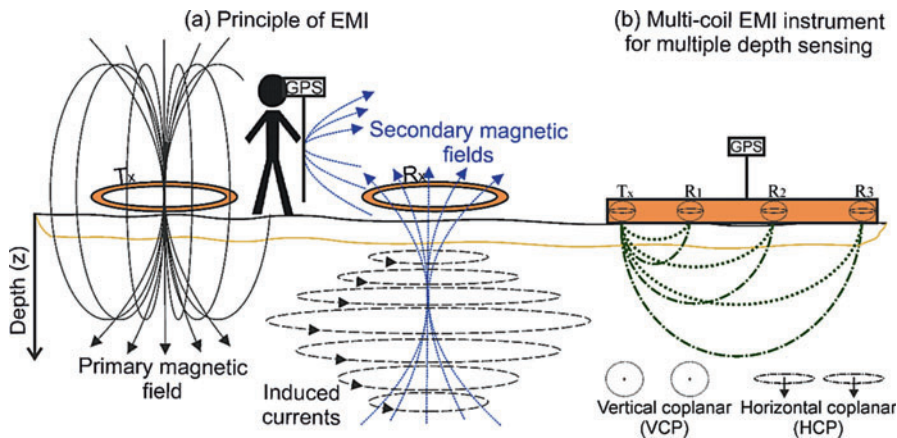 (a) Principle of EMI
GPS
Secondary magnetic
fields
Tx
Rx
Depth (z)
Primary magnetic
field
Induced
currents
(b) Multi-coil EMI instrument
for multiple depth sensing
GPS
Tx R1 R2 R3
Vertical coplanar
(VCP)
Horizontal coplanar
(HCP)